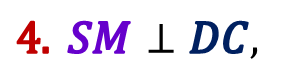 4. SM ⊥ DC,